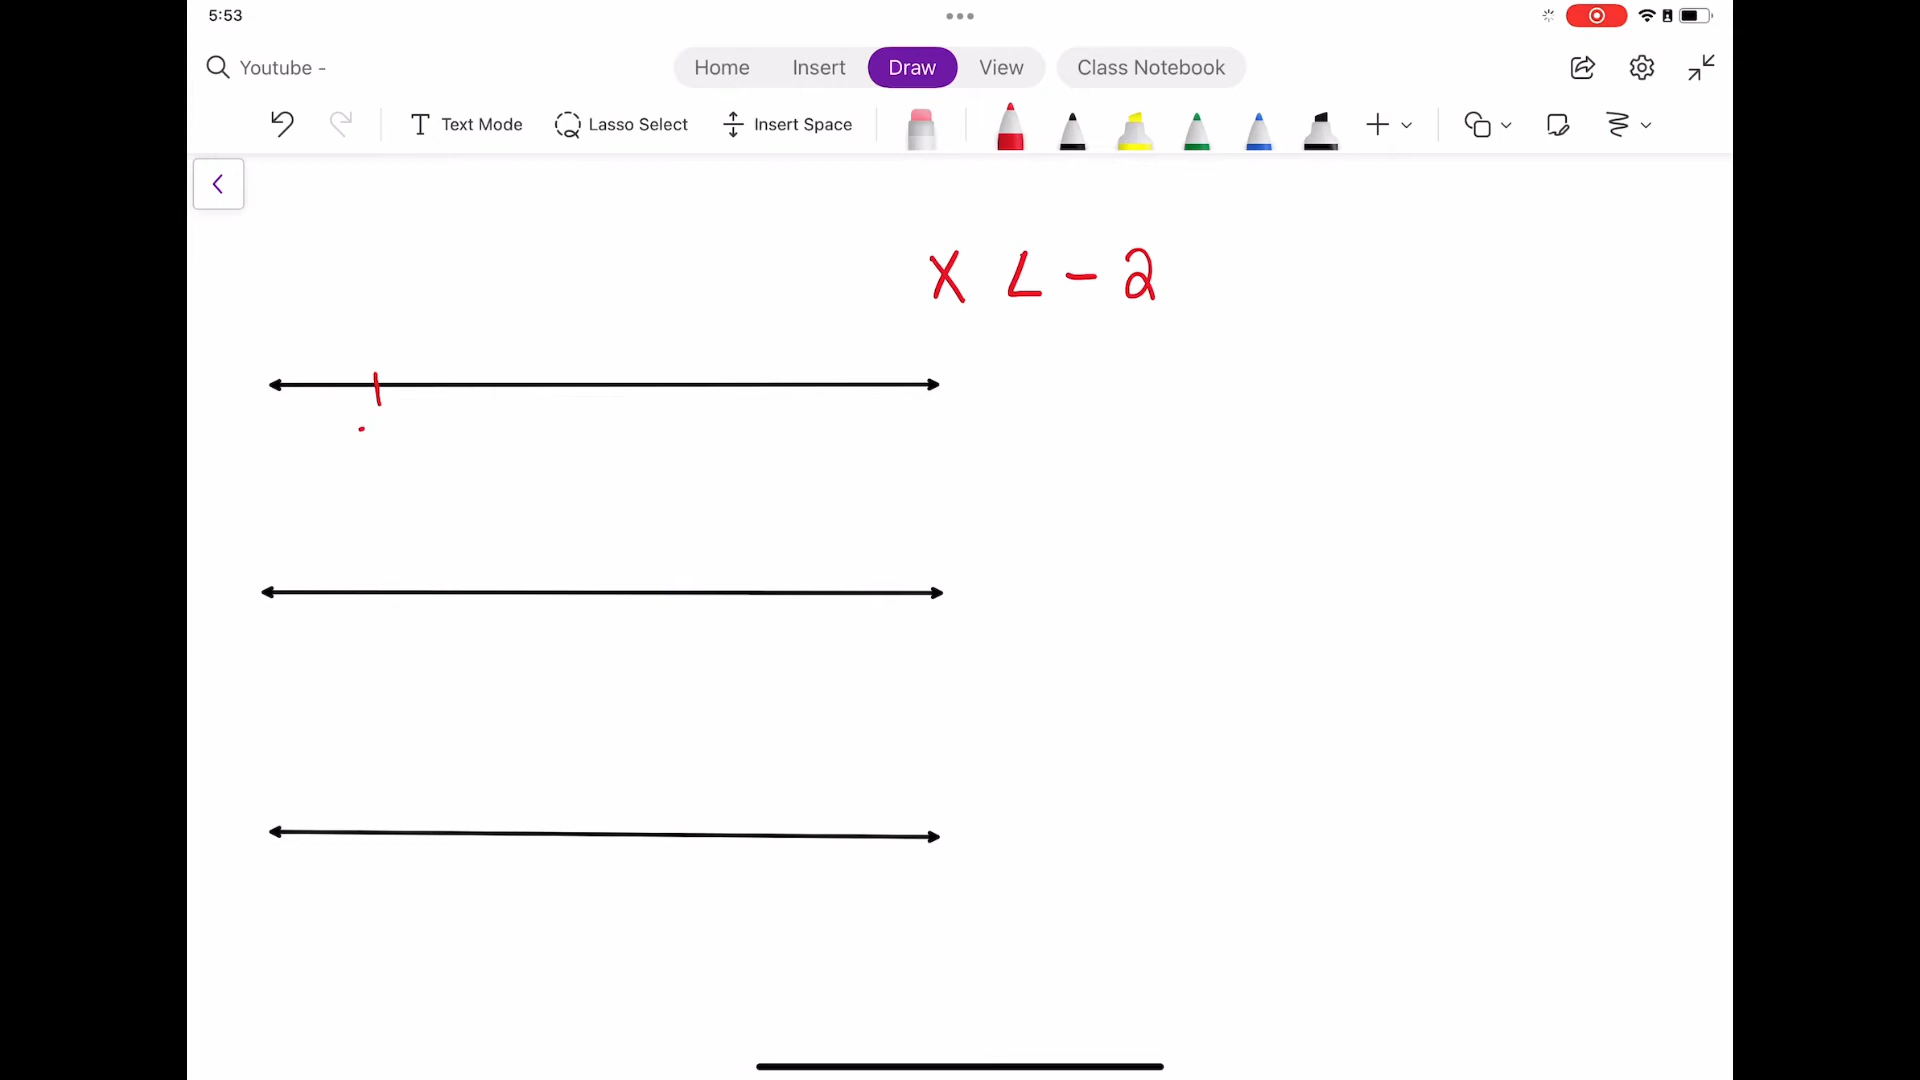 5:53
Youtube -
Home Insert Draw View Class Notebook
Text Mode Lasso Select Insert Space
X < - 2